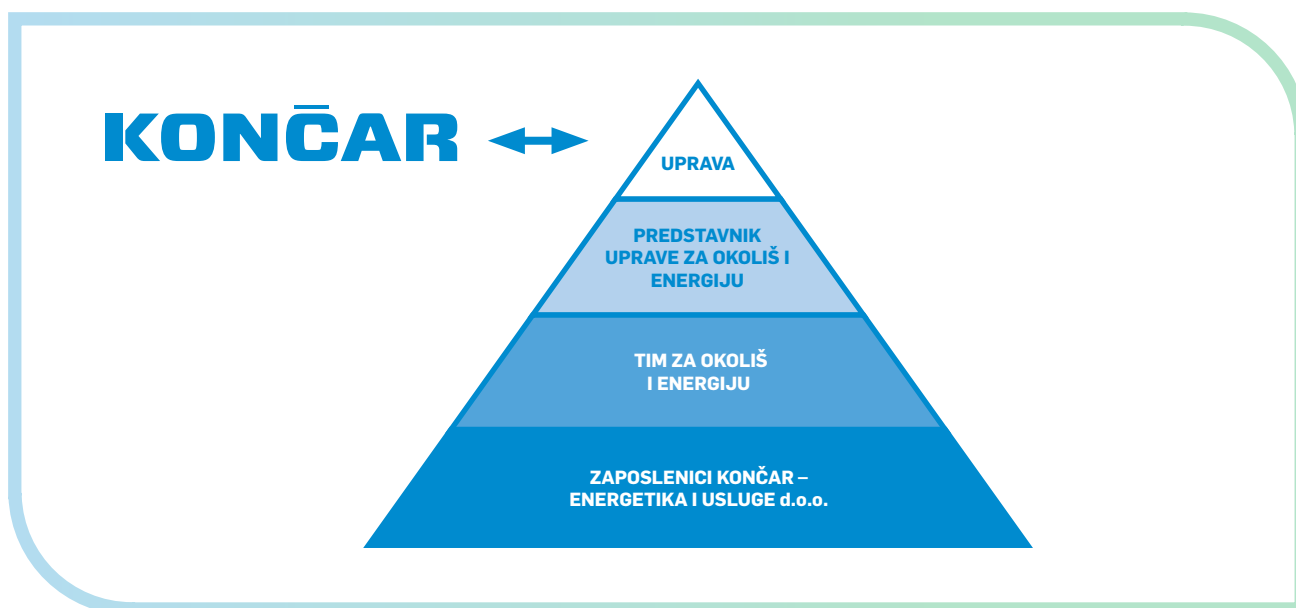 KONČAR
UPRAVA
PREDSTAVNIK
UPRAVE ZA OKOLIŠ I
ENERGIJU
TIM ZA OKOLIŠ
I ENERGIJU
ZAPOSLENICI KONČAR –
ENERGETIKA I USLUGE d.o.o.